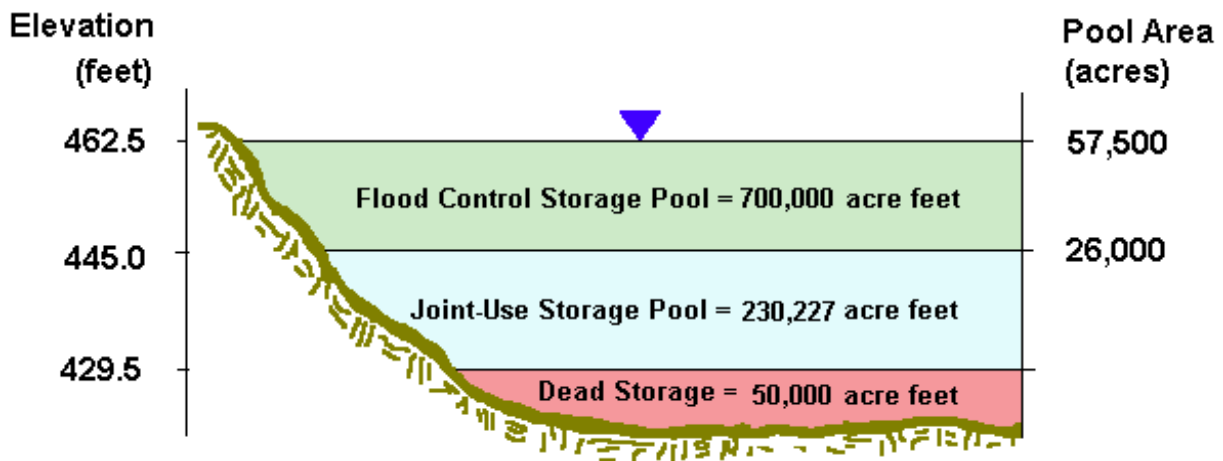 Elevation
(feet)
Pool Area
(acres)
462.5
57,500
Flood Control Storage Pool = 700,000 acre feet
445.0
26,000
Joint-Use Storage Pool = 230,227 acre feet
429.5
Dead Storage = 50,000 acre feet